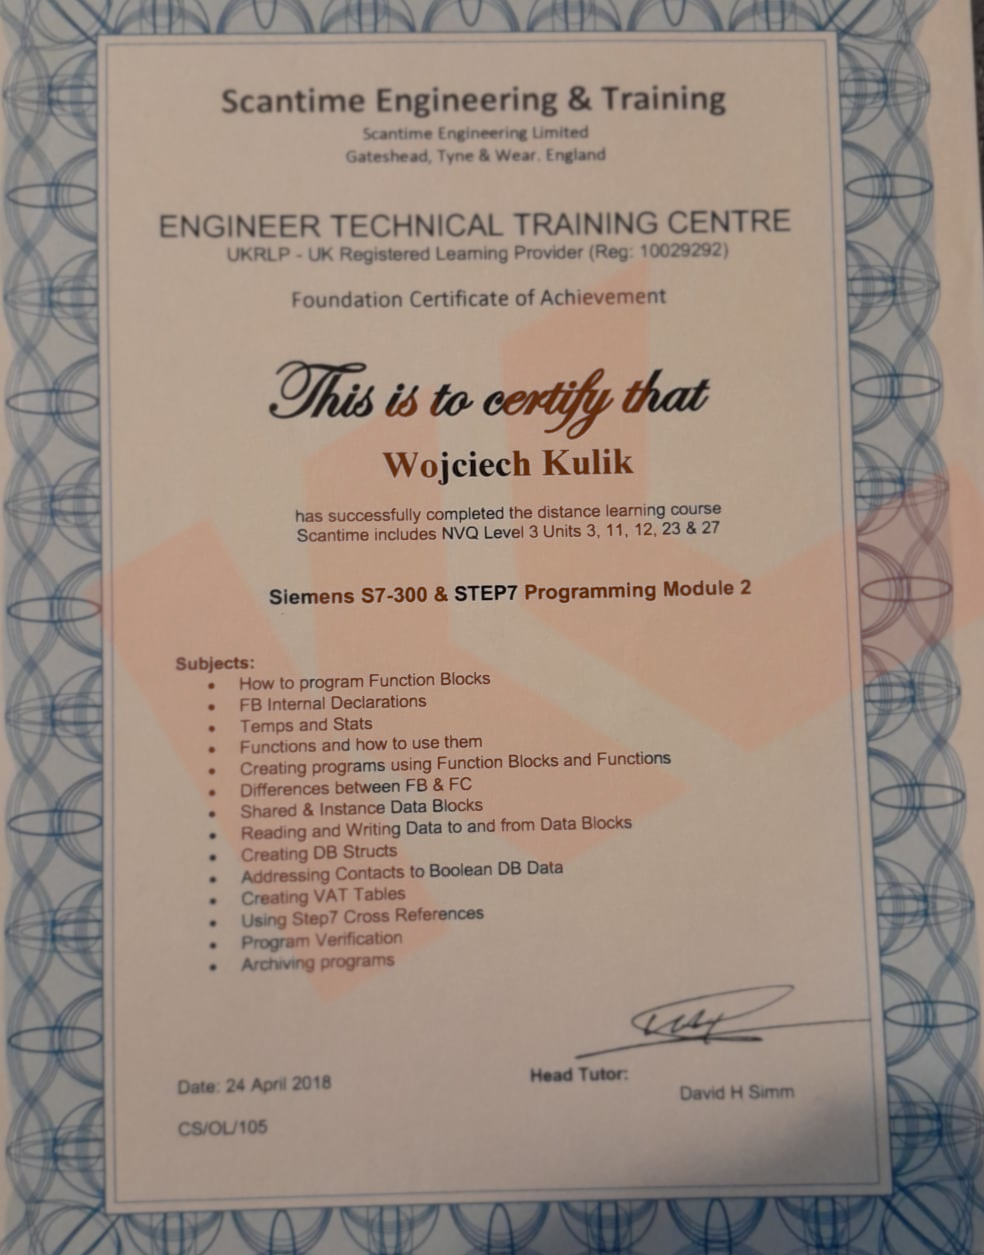 Scantime Engineering & Training
Scantime Engineering Limited
Gateshead, Tyne & Wear. England
ENGINEER TECHNICAL TRAINING CENTRE
UKRLP - UK Registered Learning Provider (Reg: 10029292)
Foundation Certificate of Achievement
This is to certify that
Wojciech Kulik
has successfully completed the distance learning course
Scantime includes NVQ Level 3 Units 3, 11, 12, 23 & 27
Siemens S7-300 & STEP7 Programming Module 2
Subjects:
• How to program Function Blocks
• FB Internal Declarations
• Temps and Stats
• Functions and how to use them
• Creating programs using Function Blocks and Functions
• Differences between FB & FC
• Shared & Instance Data Blocks
• Reading and Writing Data to and from Data Blocks
• Creating DB Structs
• Addressing Contacts to Boolean DB Data
• Creating VAT Tables
• Using Step7 Cross References
• Program Verification
• Archiving programs
Date: 24 April 2018
Head Tutor:
David H Simm
CS/OL/105